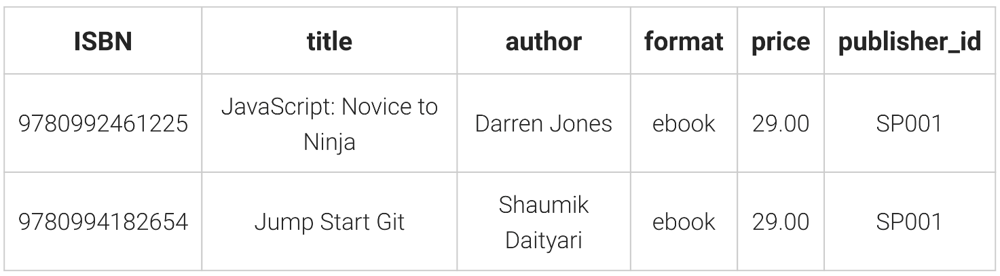 ISBN title author format price publisher_id
9780992461225 JavaScript: Novice to Ninja Darren Jones ebook 29.00 SP001
9780994182654 Jump Start Git Shaumik Daityari ebook 29.00 SP001